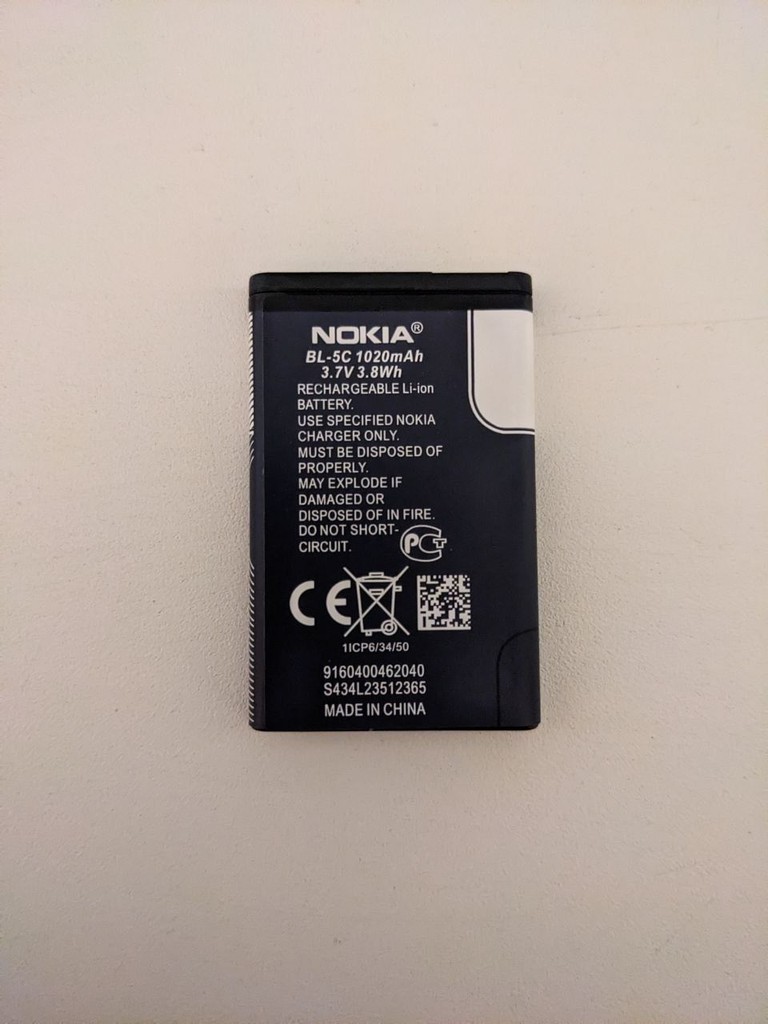 NOKIA®
BL-5C 1020mAh
3.7V 3.8Wh
RECHARGEABLE Li-ion
BATTERY.
USE SPECIFIED NOKIA
CHARGER ONLY.
MUST BE DISPOSED OF
PROPERLY.
MAY EXPLODE IF
DAMAGED OR
DISPOSED OF IN FIRE.
DO NOT SHORT-
CIRCUIT.
РСТ
CE
1ICP6/34/50
9160400462040
S434L23512365
MADE IN CHINA